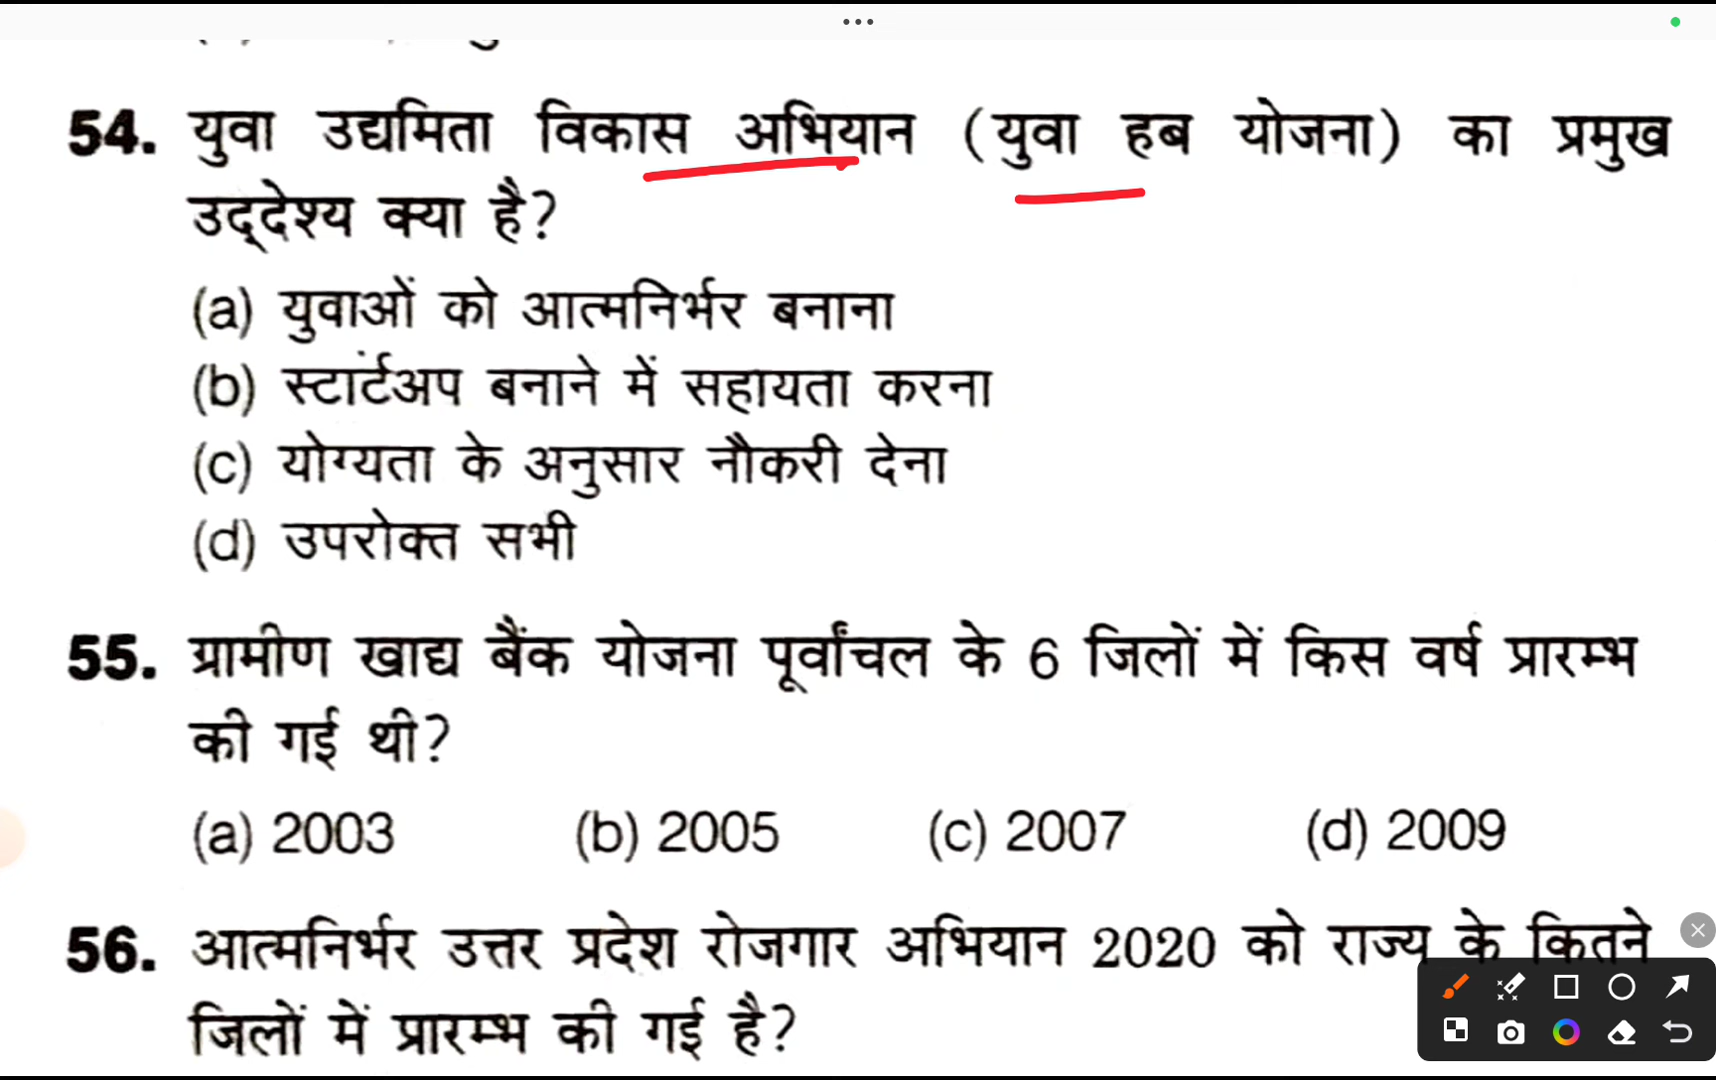 54. युवा उद्यमिता विकास अभियान (युवा हब योजना) का प्रमुख
उद्देश्य क्या है?
(a) युवाओं को आत्मनिर्भर बनाना
(b) स्टार्टअप बनाने में सहायता करना
(c) योग्यता के अनुसार नौकरी देना
(d) उपरोक्त सभी
55. ग्रामीण खाद्य बैंक योजना पूर्वांचल के 6 जिलों में किस वर्ष प्रारम्भ
की गई थी?
(a) 2003 (b) 2005 (c) 2007 (d) 2009
56. आत्मनिर्भर उत्तर प्रदेश रोजगार अभियान 2020 को राज्य के कितने
जिलों में प्रारम्भ की गई है?